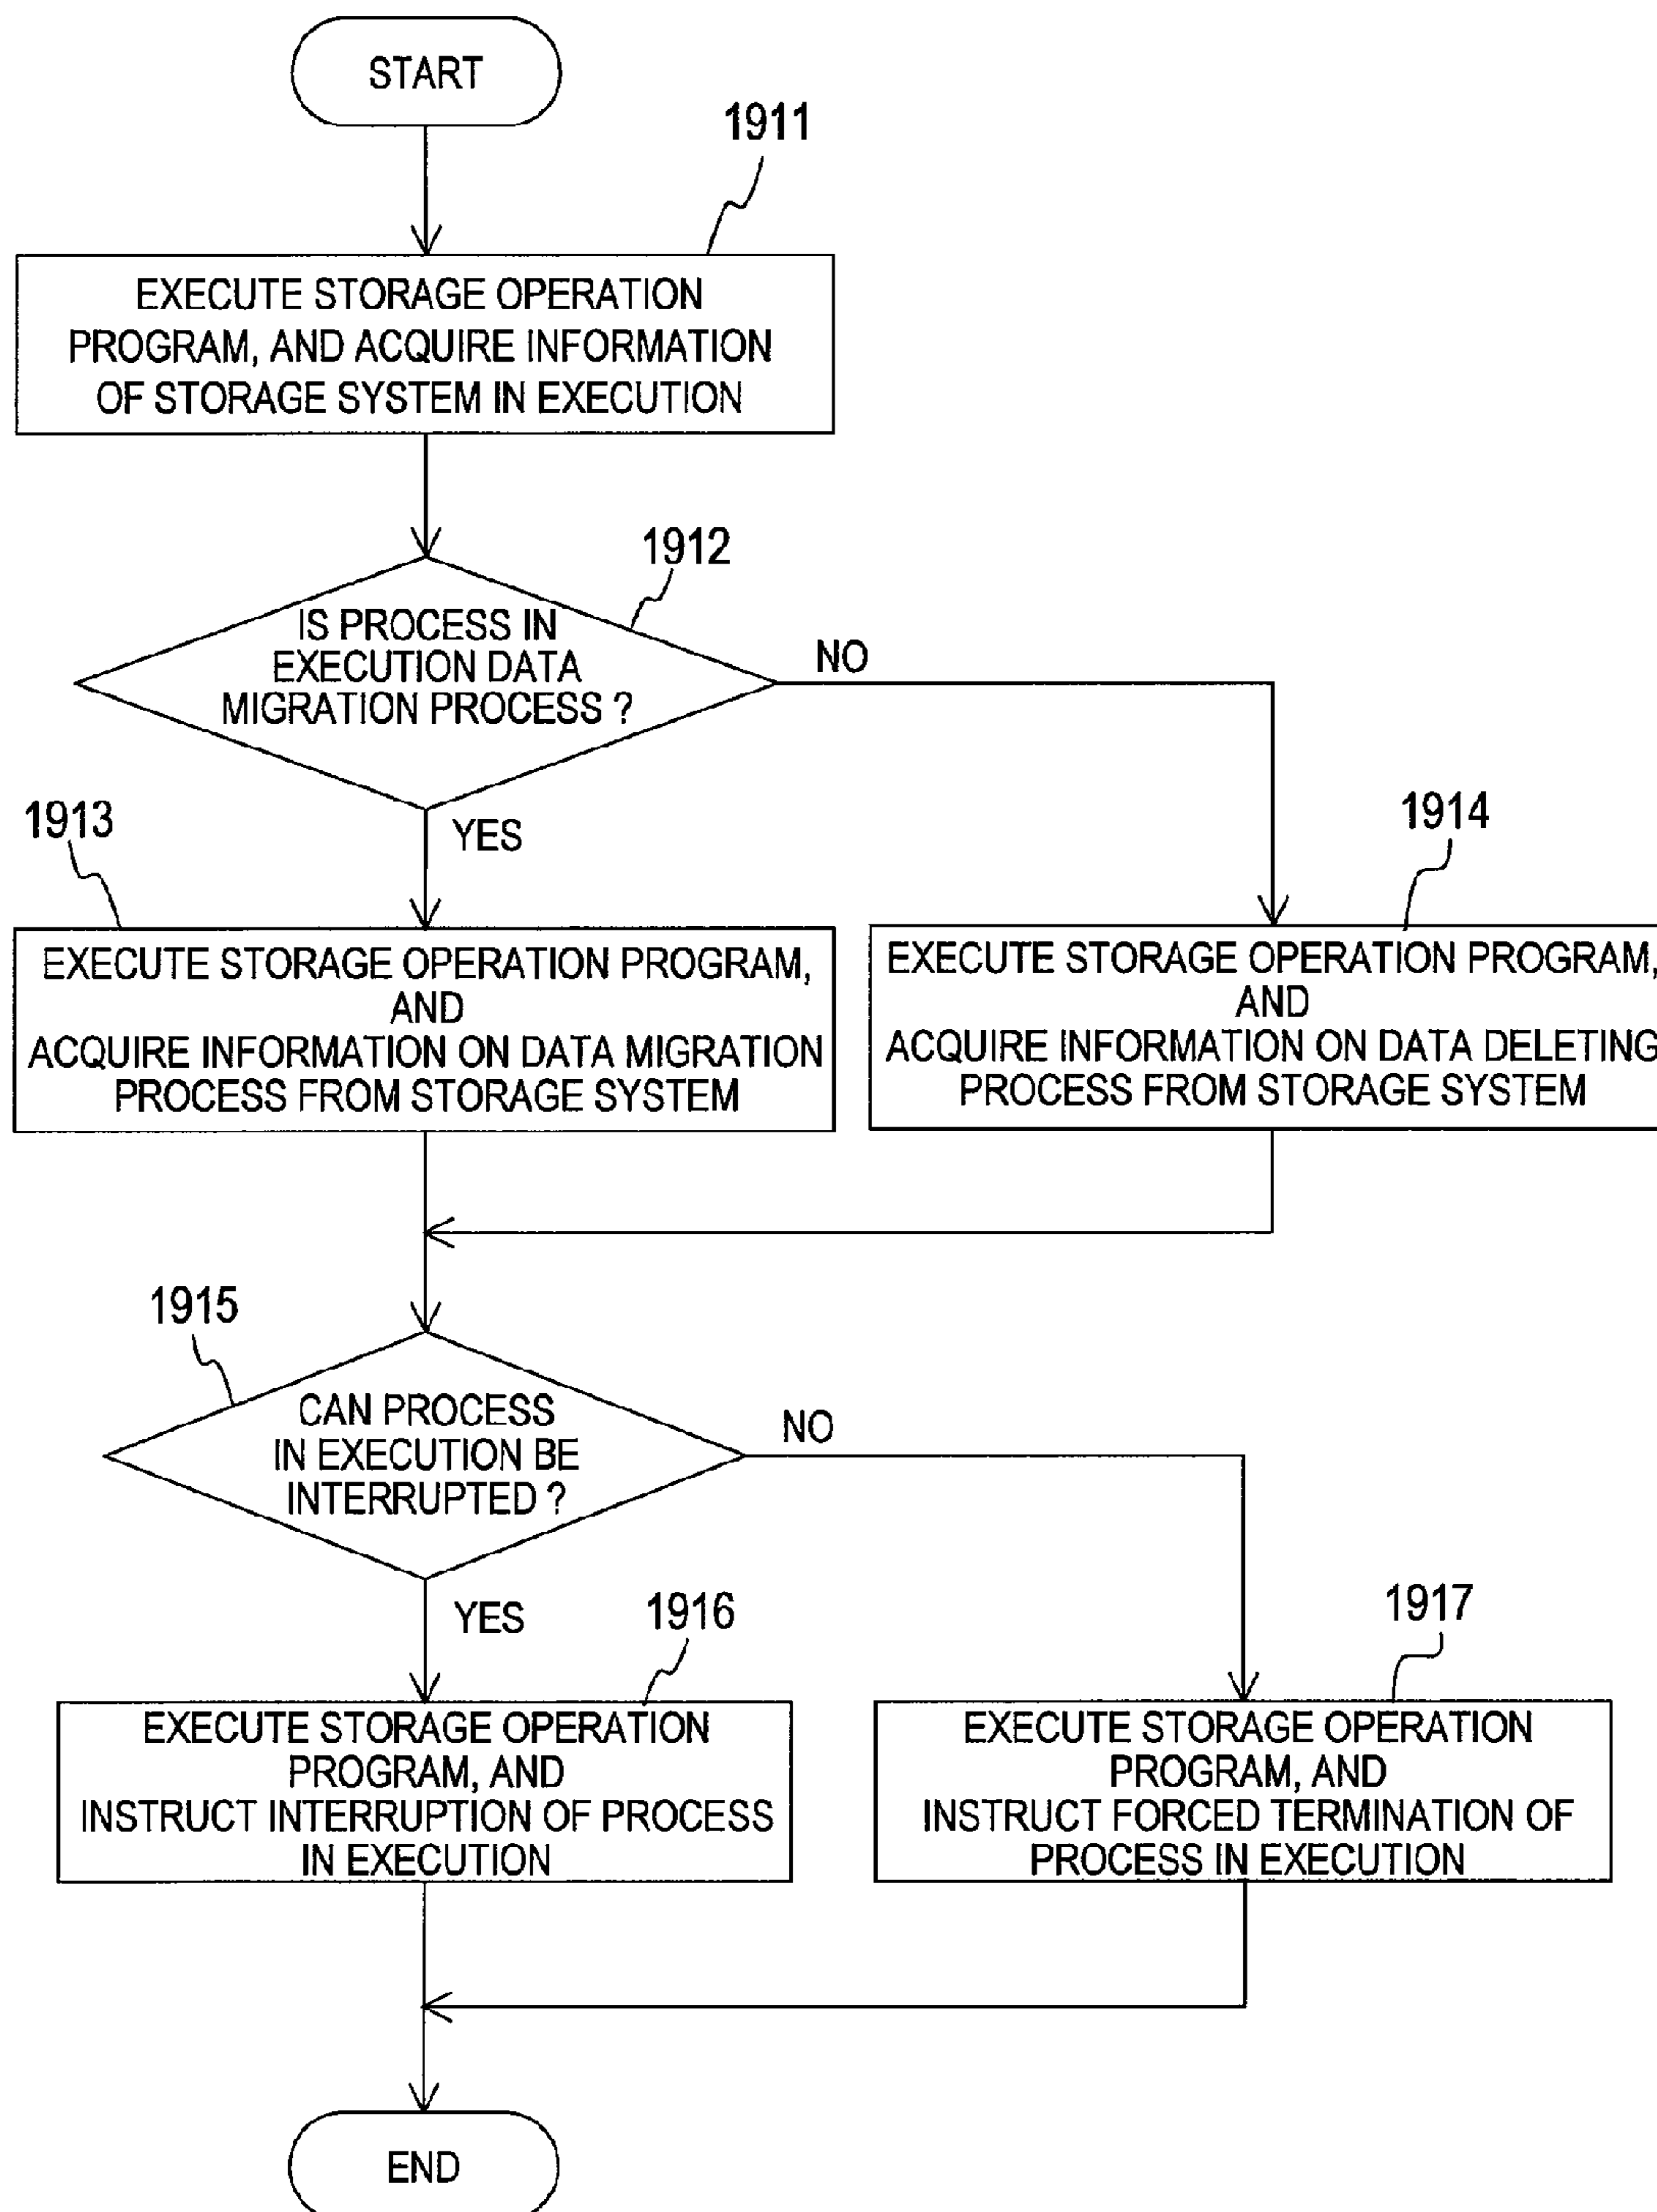 START
1911
EXECUTE STORAGE OPERATION
PROGRAM, AND ACQUIRE INFORMATION
OF STORAGE SYSTEM IN EXECUTION
1912
IS PROCESS IN
EXECUTION DATA
MIGRATION PROCESS ?
NO
YES
1913
EXECUTE STORAGE OPERATION PROGRAM,
AND
ACQUIRE INFORMATION ON DATA MIGRATION
PROCESS FROM STORAGE SYSTEM
1914
EXECUTE STORAGE OPERATION PROGRAM,
AND
ACQUIRE INFORMATION ON DATA DELETING
PROCESS FROM STORAGE SYSTEM
1915
CAN PROCESS
IN EXECUTION BE
INTERRUPTED ?
NO
YES
1916
EXECUTE STORAGE OPERATION
PROGRAM, AND
INSTRUCT INTERRUPTION OF PROCESS
IN EXECUTION
1917
EXECUTE STORAGE OPERATION
PROGRAM, AND
INSTRUCT FORCED TERMINATION OF
PROCESS IN EXECUTION
END